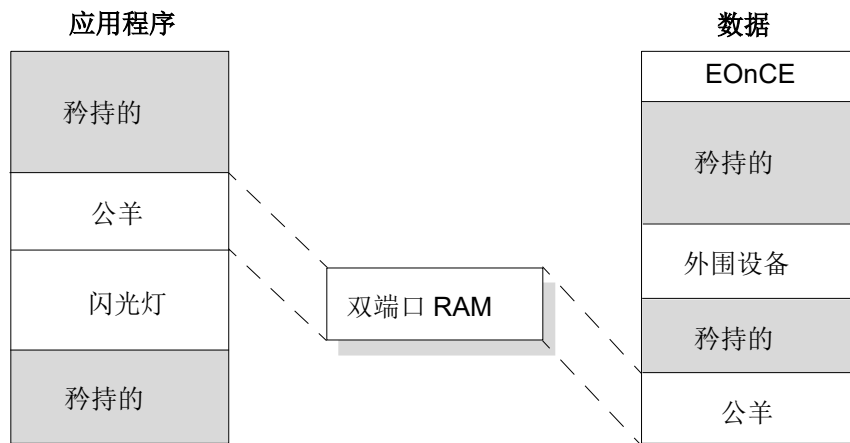 应用程序
矜持的
公羊
闪光灯
矜持的
双端口 RAM
数据
EOnCE
矜持的
外围设备
矜持的
公羊